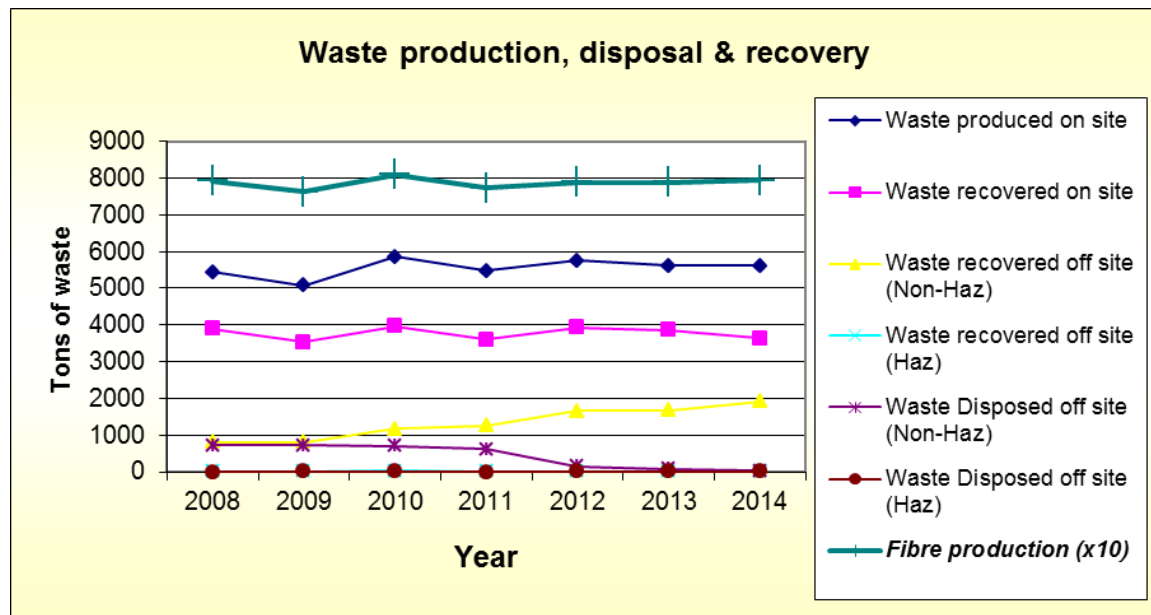 Waste production, disposal & recovery
9000
8000
7000
6000
5000
4000
3000
2000
1000
0
Tons of waste
2008 2009 2010 2011 2012 2013 2014
Year
Waste produced on site
Waste recovered on site
Waste recovered off site
(Non-Haz)
Waste recovered off site
(Haz)
Waste Disposed off site
(Non-Haz)
Waste Disposed off site
(Haz)
Fibre production (x10)